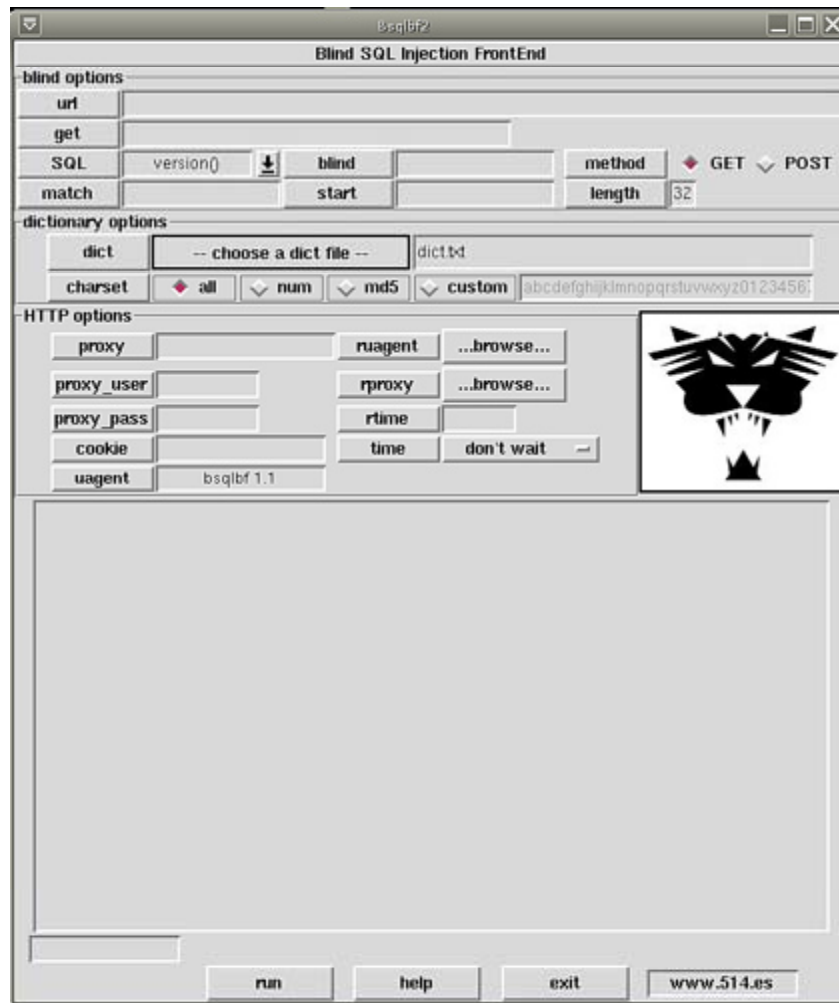 Bsqlbf2
Blind SQL Injection FrontEnd
blind options
url
get
SQL version() blind method GET POST
match start length 32
dictionary options
dict -- choose a dict file -- dict.txt
charset all num md5 custom abcdefghijklmnopqrstuvwxyz0123456
HTTP options
proxy ruagent ...browse...
proxy_user rproxy ...browse...
proxy_pass rtime
cookie time don't wait
uagent bsqlbf 1.1
run help exit www.514.es